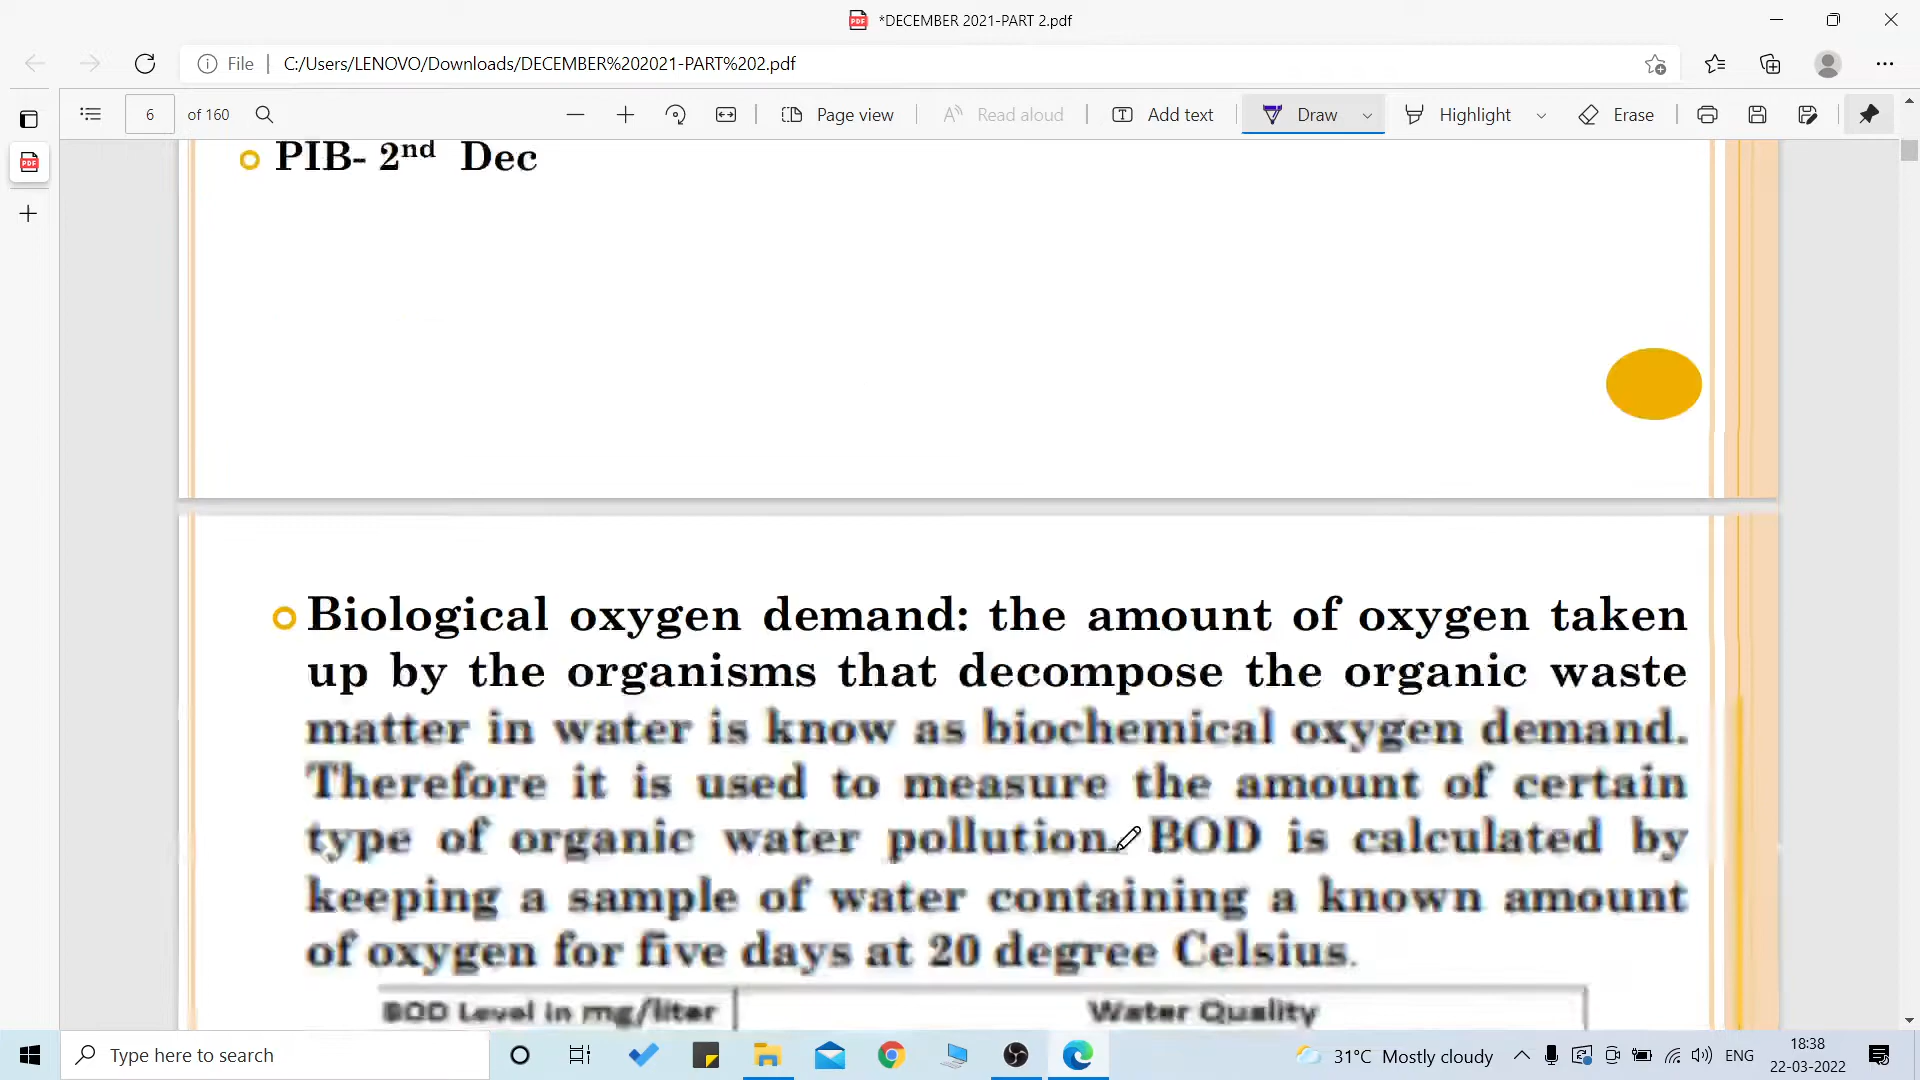 *DECEMBER 2021-PART 2.pdf
File C:/Users/LENOVO/Downloads/DECEMBER%202021-PART%202.pdf
6 of 160 Page view Read aloud Add text Draw Highlight Erase
PIB- 2nd Dec
Biological oxygen demand: the amount of oxygen taken
up by the organisms that decompose the organic waste
matter in water is know as biochemical oxygen demand.
Therefore it is used to measure the amount of certain
type of organic water pollution. BOD is calculated by
keeping a sample of water containing a known amount
of oxygen for five days at 20 degree Celsius.
BOD Level in mg/liter Water Quality
Type here to search 31°C Mostly cloudy ENG 18:38
22-03-2022